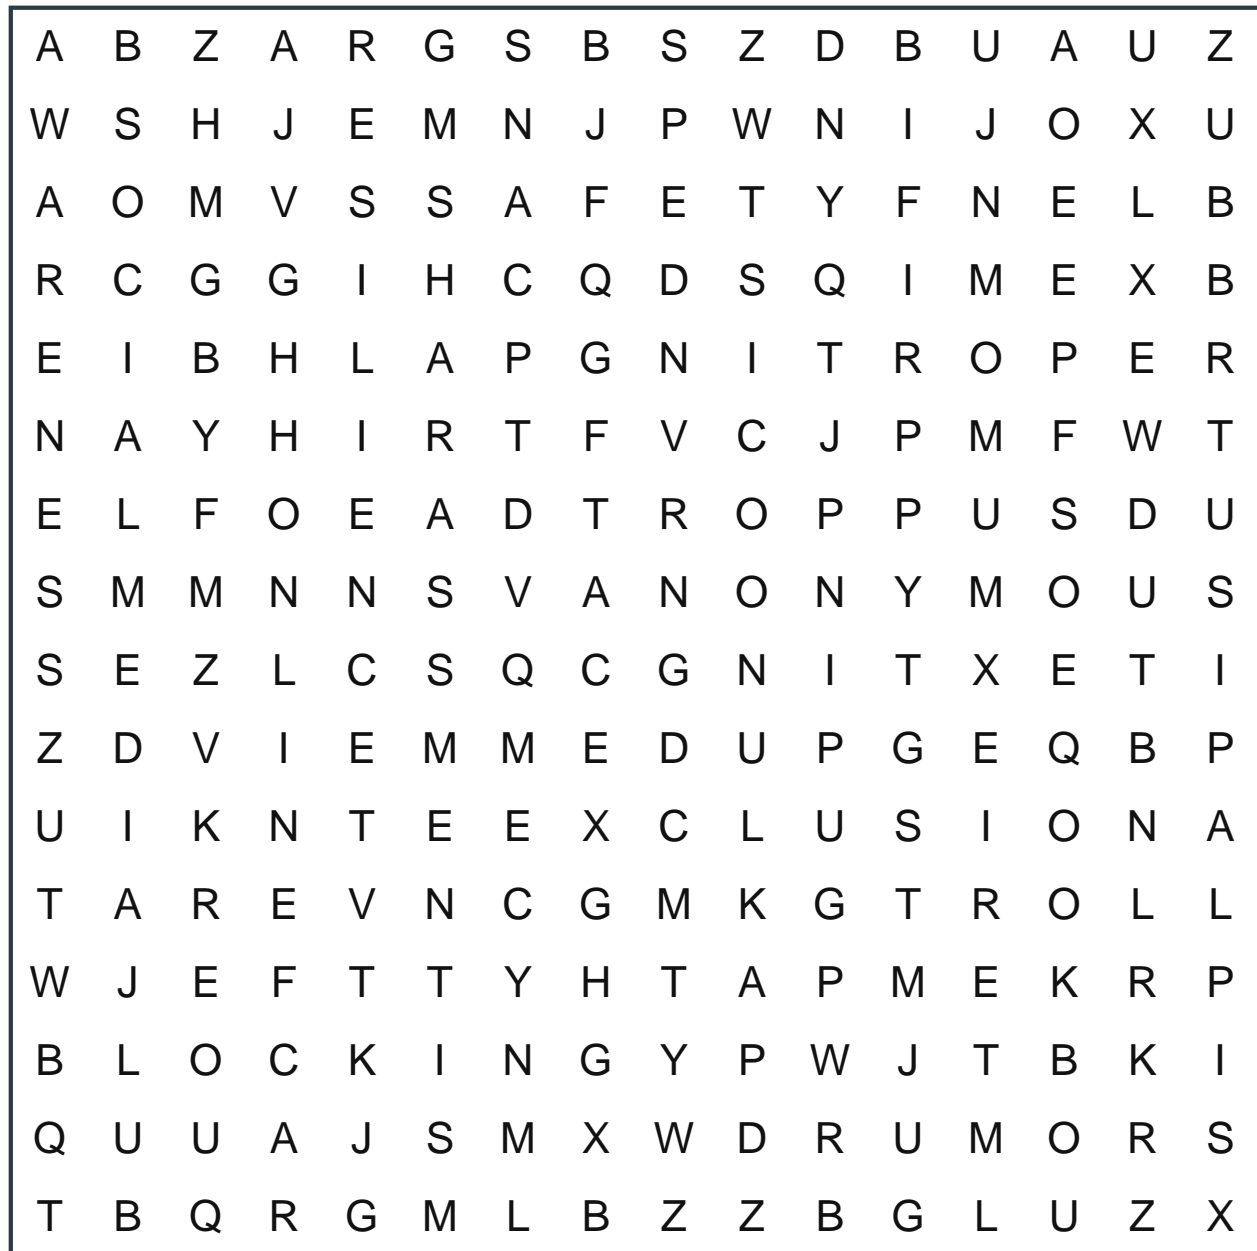 A B Z A R G S B S Z D B U A U Z
W S H J E M N J P W N I J O X U
A O M V S S A F E T Y F N E L B
R C G G I H C Q D S Q I M E X B
E I B H L A P G N I T R O P E R
N A Y H I R T F V C J P M F W T
E L F O E A D T R O P P U S D U
S M M N N S V A N O N Y M O U S
S E Z L C S Q C G N I T X E T I
Z D V I E M M E D U P G E Q B P
U I K N T E E X C L U S I O N A
T A R E V N C G M K G T R O L L
W J E F T T Y H T A P M E K R P
B L O C K I N G Y P W J T B K I
Q U U A J S M X W D R U M O R S
T B Q R G M L B Z Z B G L U Z X